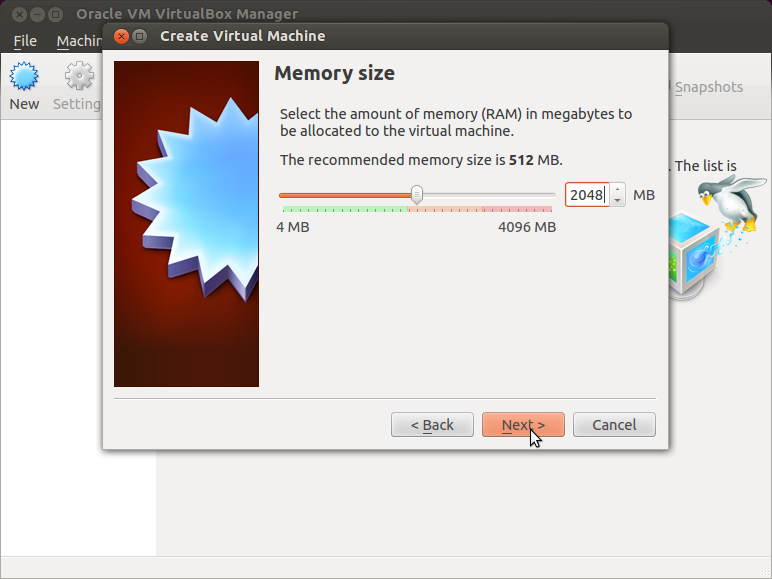 Oracle VM VirtualBox Manager
File Machin
Create Virtual Machine
New
Setting
Snapshots
Memory size
Select the amount of memory (RAM) in megabytes to
be allocated to the virtual machine.
The recommended memory size is 512 MB.
. The list is
2048 MB
4 MB 4096 MB
< Back Next > Cancel